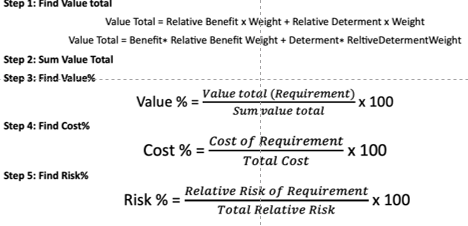 Step 1: Find Value total
Value Total = Relative Benefit x Weight + Relative Determent x Weight
Value Total = Benefit* Relative Benefit Weight + Determent* ReltiveDetermentWeight
Step 2: Sum Value Total
Step 3: Find Value%
Value % = Value total (Requirement) / Sum value total x 100
Step 4: Find Cost%
Cost % = Cost of Requirement / Total Cost x 100
Step 5: Find Risk%
Risk % = Relative Risk of Requirement / Total Relative Risk x 100